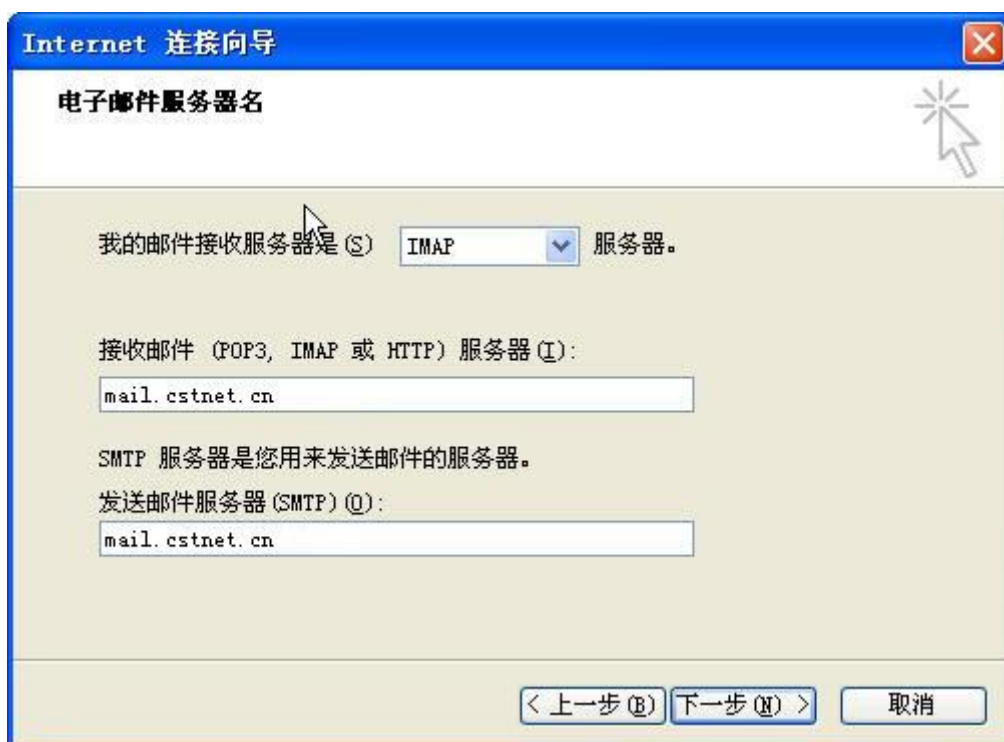 Internet 连接向导
电子邮件服务器名
我的邮件接收服务器是(S) IMAP 服务器。
接收邮件 (POP3, IMAP 或 HTTP) 服务器(I):
mail.cstnet.cn
SMTP 服务器是您用来发送邮件的服务器。
发送邮件服务器(SMTP)(O):
mail.cstnet.cn
< 上一步(B) 下一步(N) > 取消